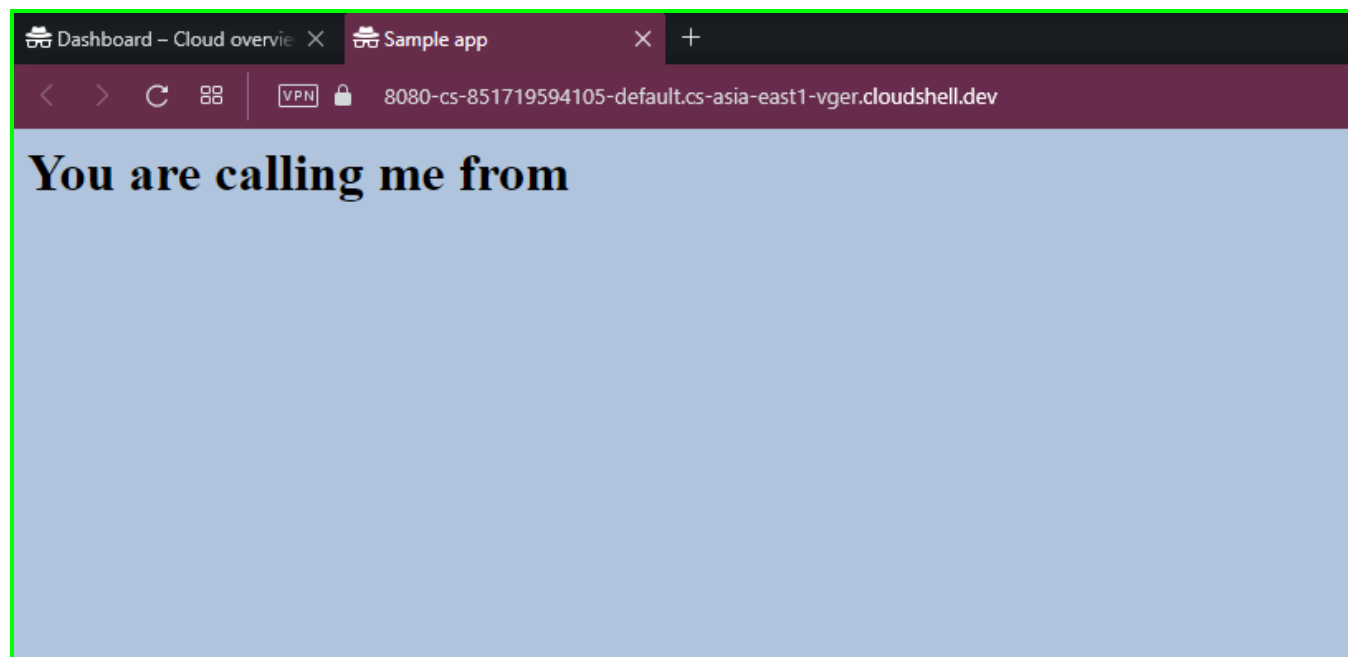 Dashboard – Cloud overvie
Sample app
VPN
8080-cs-851719594105-default.cs-asia-east1-vger.cloudshell.dev
You are calling me from